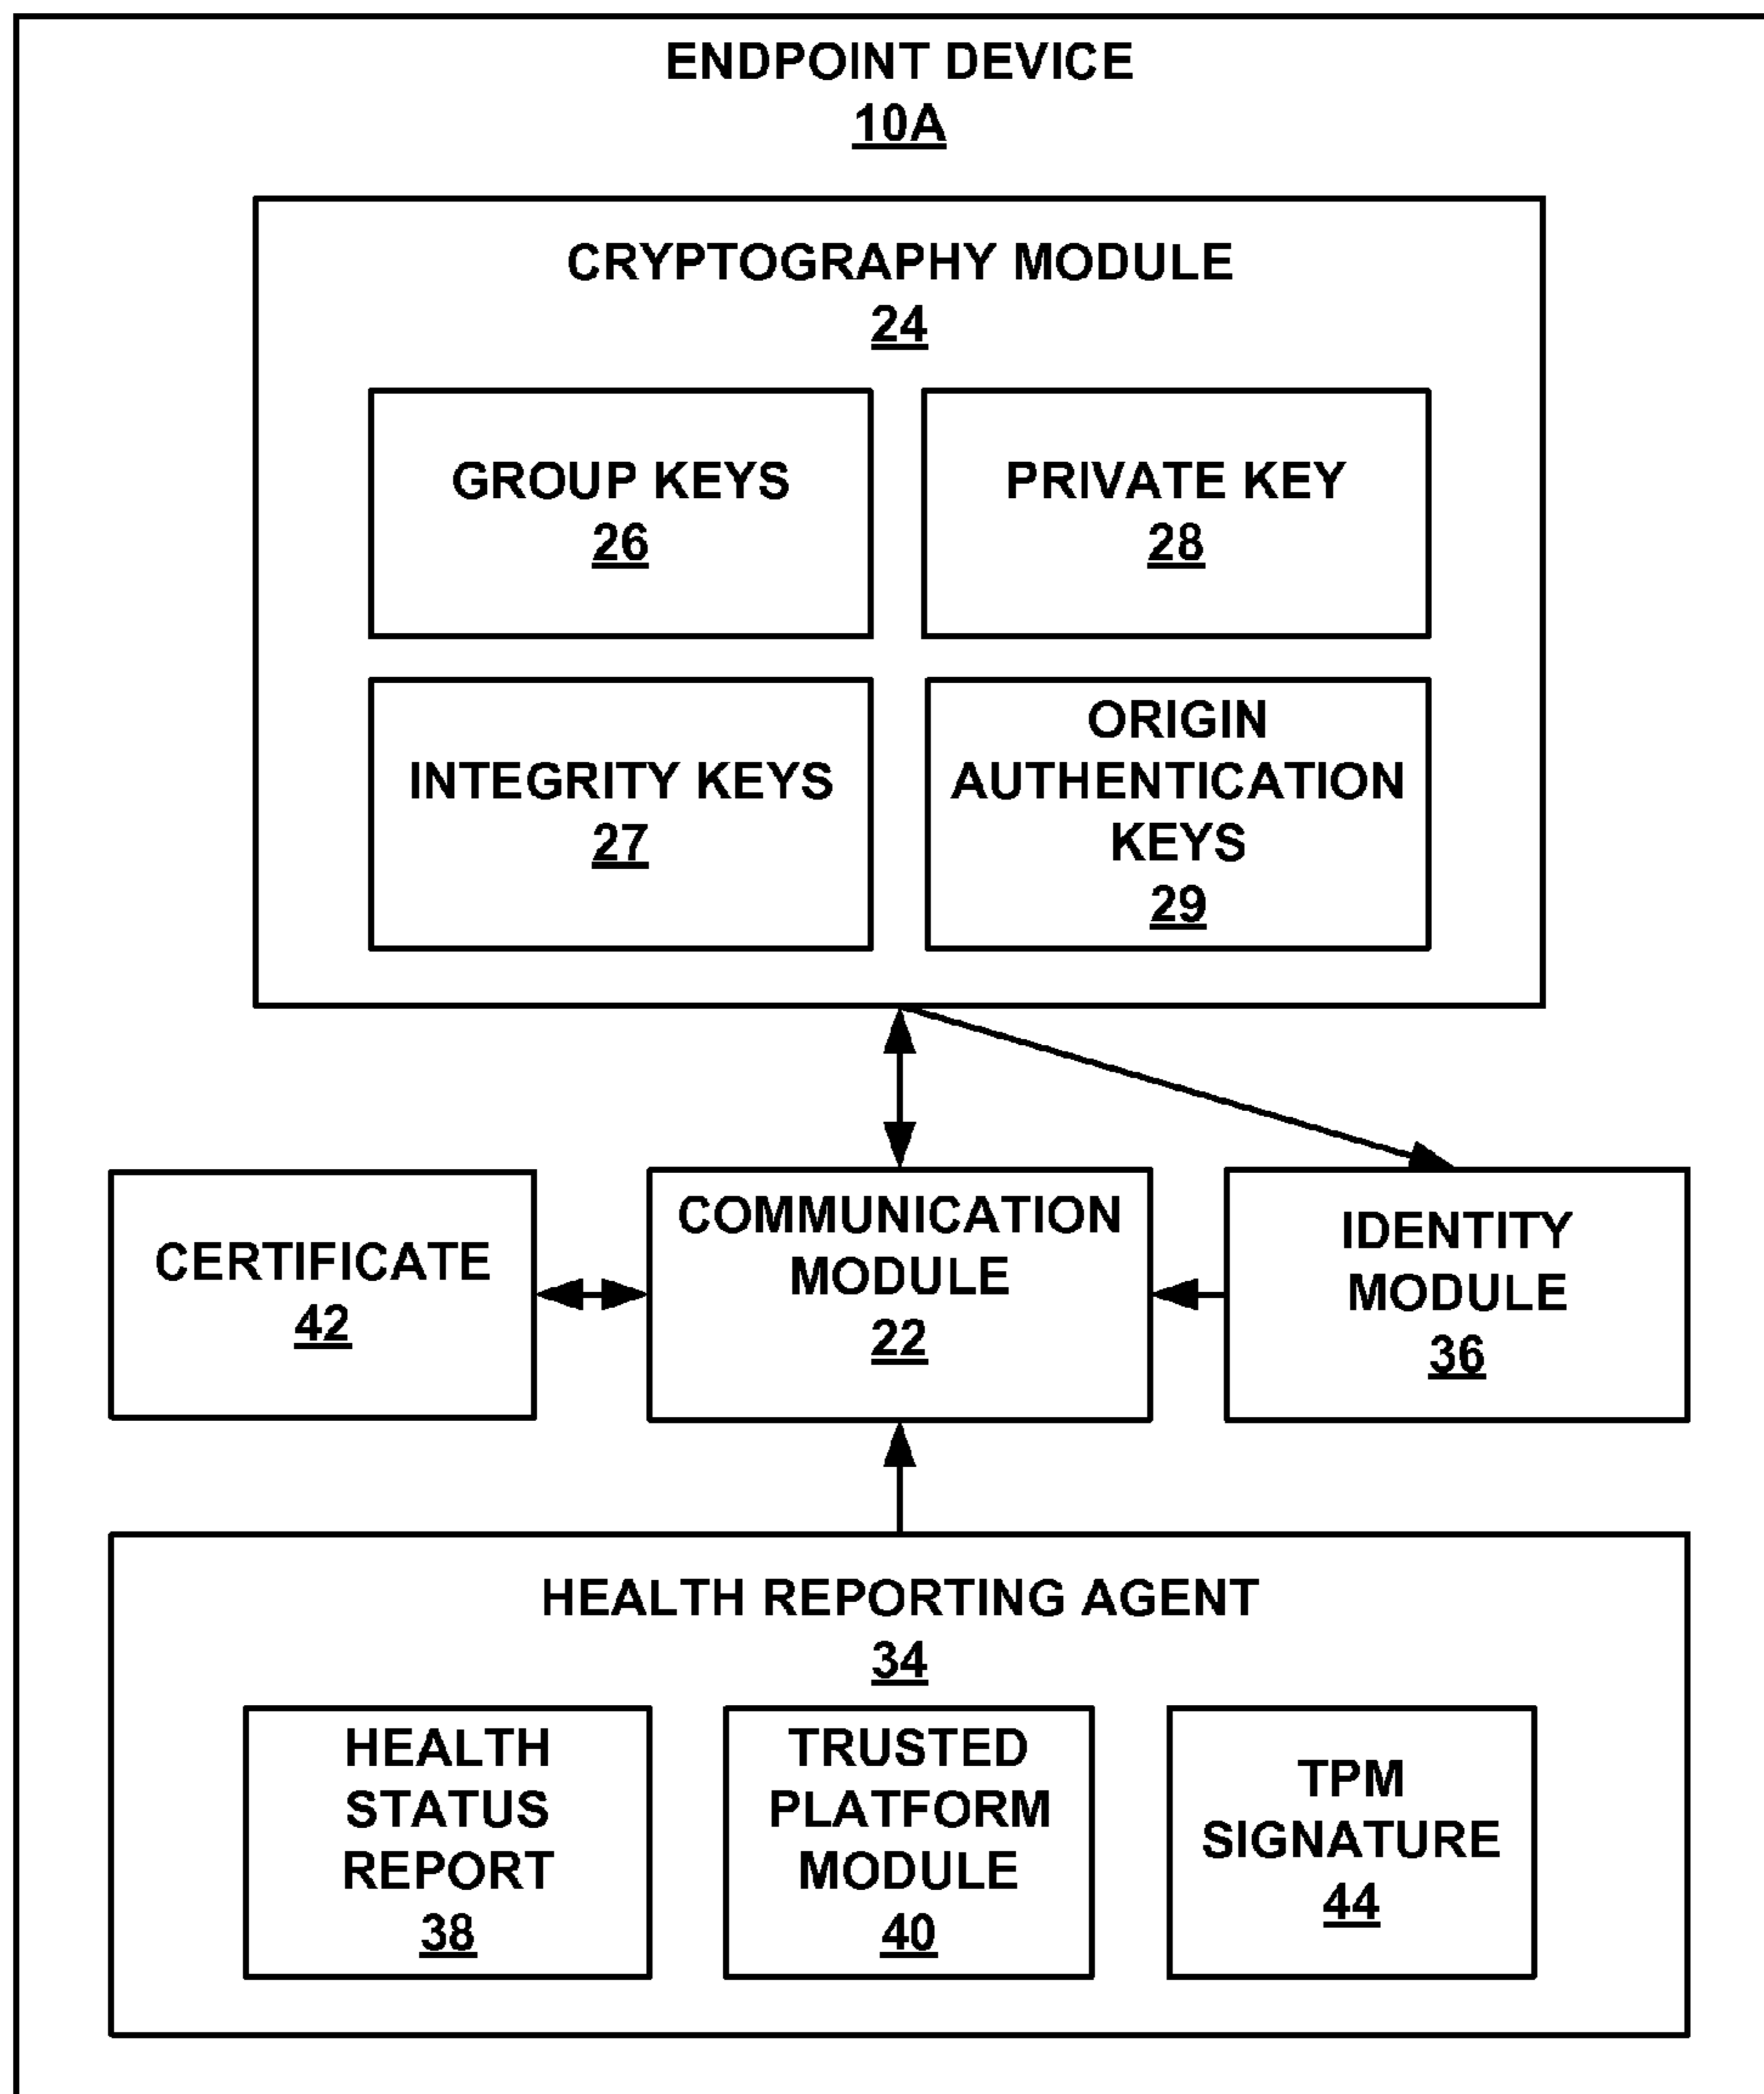 ENDPOINT DEVICE
10A
CRYPTOGRAPHY MODULE
24
GROUP KEYS
26
PRIVATE KEY
28
INTEGRITY KEYS
27
ORIGIN
AUTHENTICATION
KEYS
29
CERTIFICATE
42
COMMUNICATION
MODULE
22
IDENTITY
MODULE
36
HEALTH REPORTING AGENT
34
HEALTH
STATUS
REPORT
38
TRUSTED
PLATFORM
MODULE
40
TPM
SIGNATURE
44